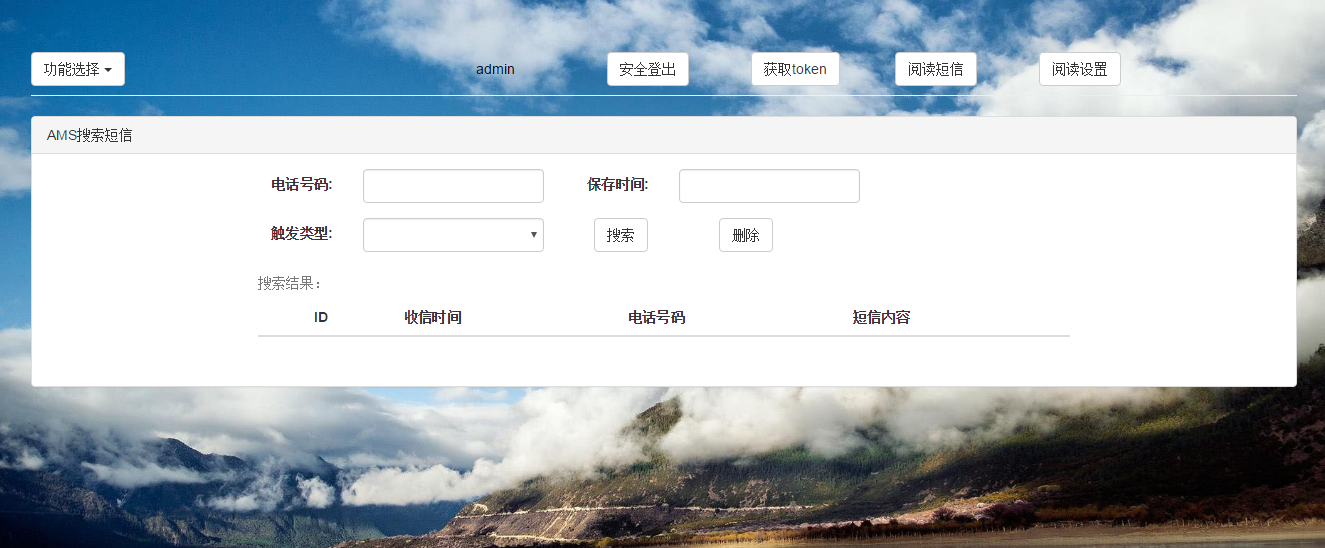 功能选择 admin 安全登出 获取token 阅读短信 阅读设置
AMS搜索短信
电话号码: 保存时间:
触发类型: 搜索 删除
搜索结果：
ID 收信时间 电话号码 短信内容